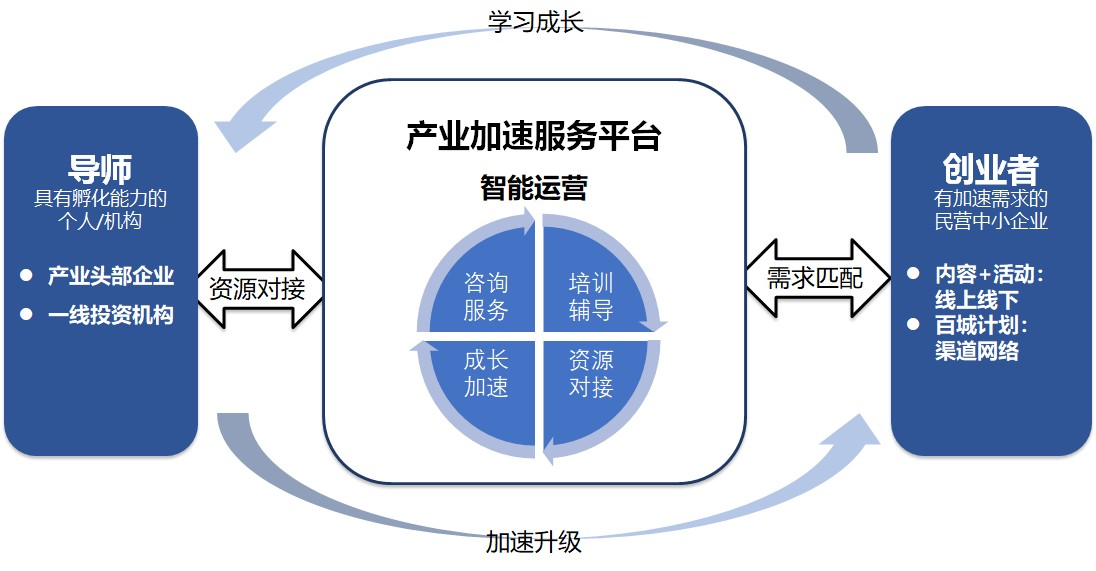 学习成长
导师
具有孵化能力的
个人/机构
● 产业头部企业
● 一线投资机构
资源对接
产业加速服务平台
智能运营
咨询
服务
培训
辅导
成长
加速
资源
对接
需求匹配
创业者
有加速需求的
民营中小企业
● 内容+活动：
线上线下
● 百城计划：
渠道网络
加速升级